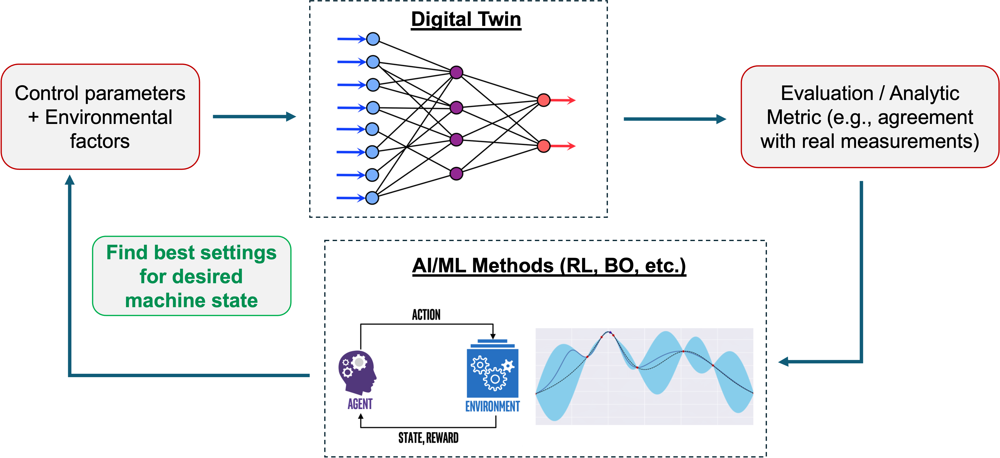 Digital Twin
Control parameters
+ Environmental
factors
Evaluation / Analytic
Metric (e.g., agreement
with real measurements)
Find best settings
for desired
machine state
AI/ML Methods (RL, BO, etc.)
ACTION
AGENT
ENVIRONMENT
STATE, REWARD